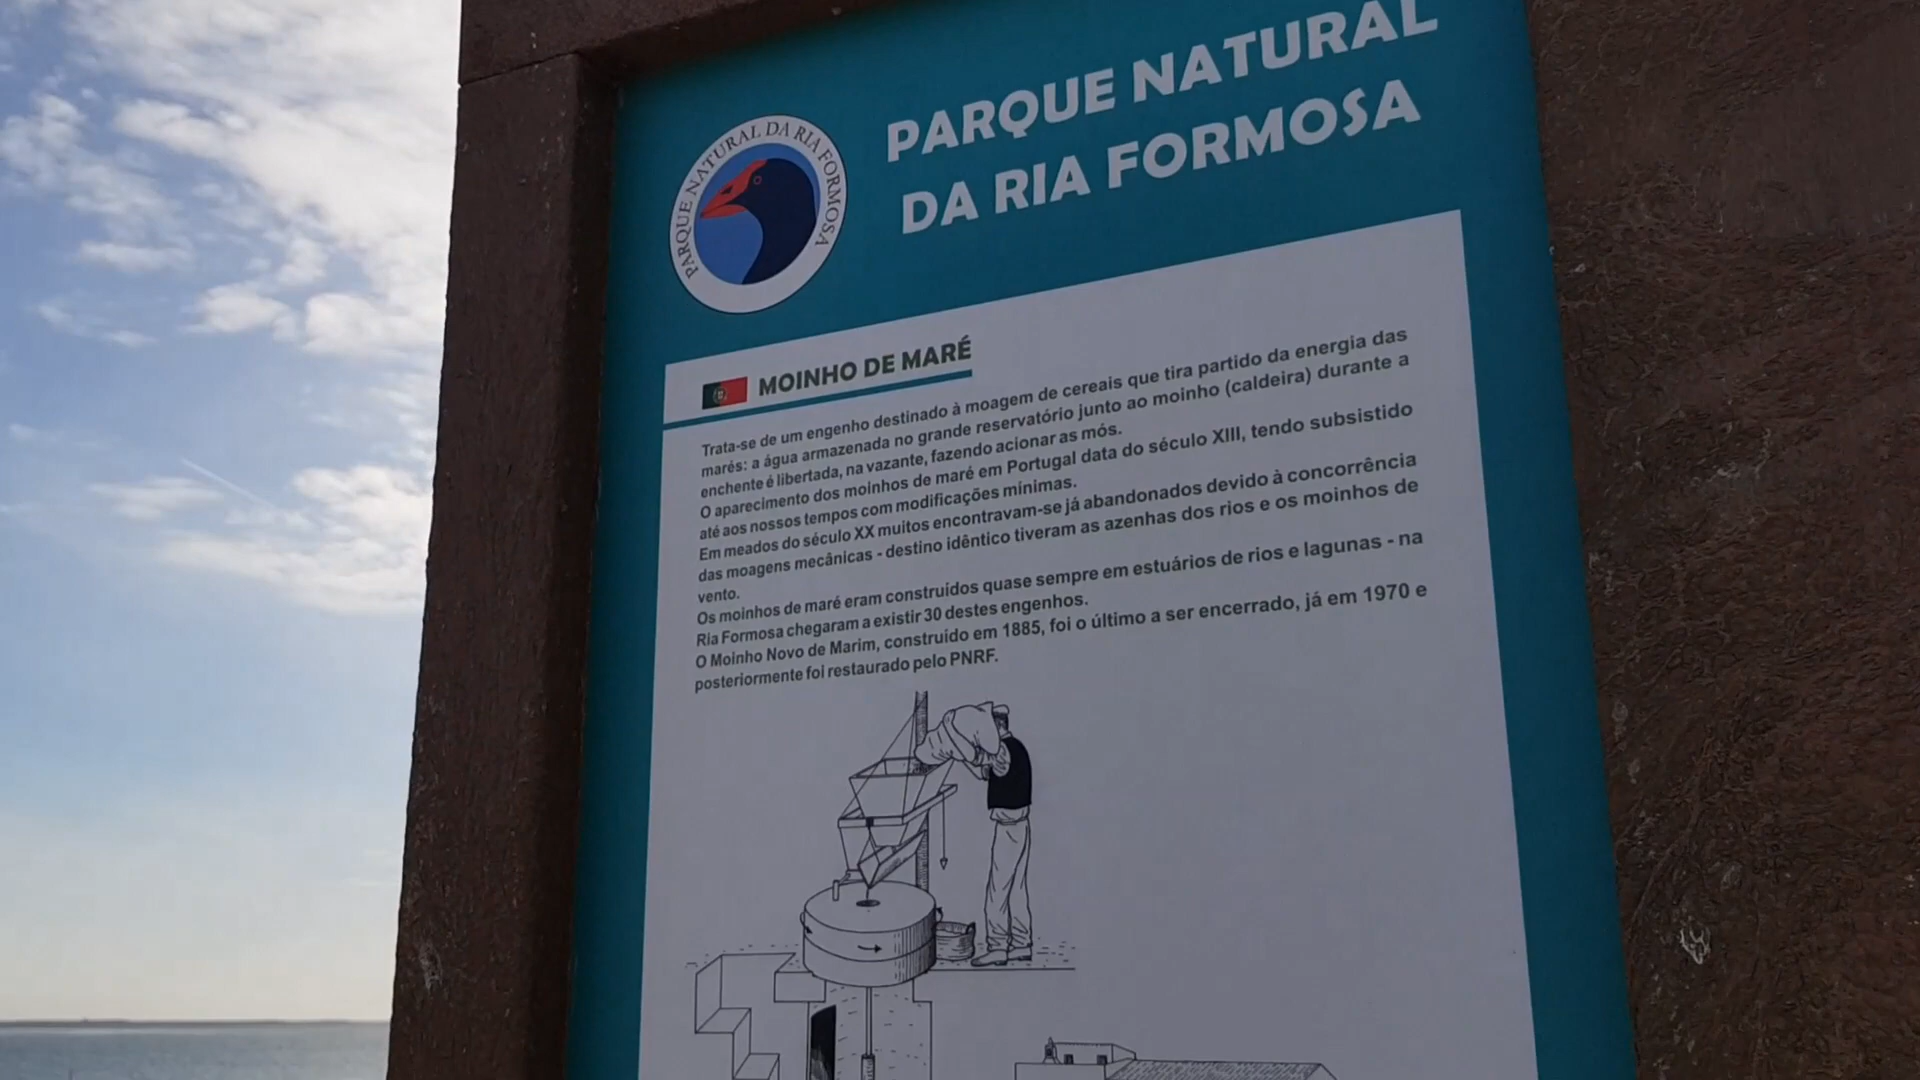 PARQUE NATURAL DA RIA FORMOSA
PARQUE NATURAL
DA RIA FORMOSA
MOINHO DE MARÉ
Trata-se de um engenho destinado à moagem de cereais que tira partido da energia das
marés: a água armazenada no grande reservatório junto ao moinho (caldeira) durante a
enchente é libertada, na vazante, fazendo acionar as mós.
O aparecimento dos moinhos de maré em Portugal data do século XIII, tendo subsistido
até aos nossos tempos com modificações mínimas.
Em meados do século XX muitos encontravam-se já abandonados devido à concorrência
das moagens mecânicas - destino idêntico tiveram as azenhas dos rios e os moinhos de
vento.
Os moinhos de maré eram construídos quase sempre em estuários de rios e lagunas - na
Ria Formosa chegaram a existir 30 destes engenhos.
O Moinho Novo de Marim, construído em 1885, foi o último a ser encerrado, já em 1970 e
posteriormente foi restaurado pelo PNRF.